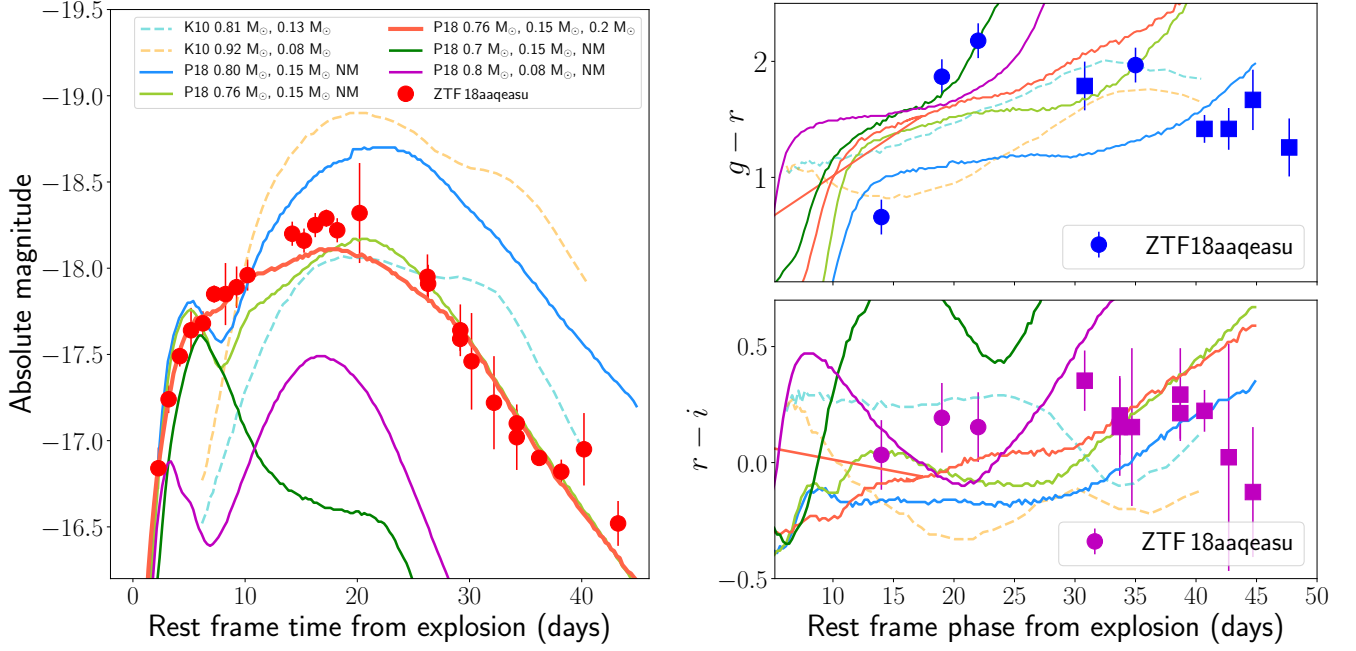 −19.5
−19.0
−18.5
−18.0
−17.5
−17.0
−16.5
Absolute magnitude
K10 0.81 M☉, 0.13 M☉
K10 0.92 M☉, 0.08 M☉
P18 0.80 M☉, 0.15 M☉ NM
P18 0.76 M☉, 0.15 M☉ NM
P18 0.76 M☉, 0.15 M☉, 0.2 M☉
P18 0.7 M☉, 0.15 M☉, NM
P18 0.8 M☉, 0.08 M☉, NM
ZTF 18aaqeasu
0 10 20 30 40
Rest frame time from explosion (days)
2
1
g − r
ZTF18aaqeasu
0.5
0.0
−0.5
r − i
ZTF 18aaqeasu
10 15 20 25 30 35 40 45 50
Rest frame phase from explosion (days)